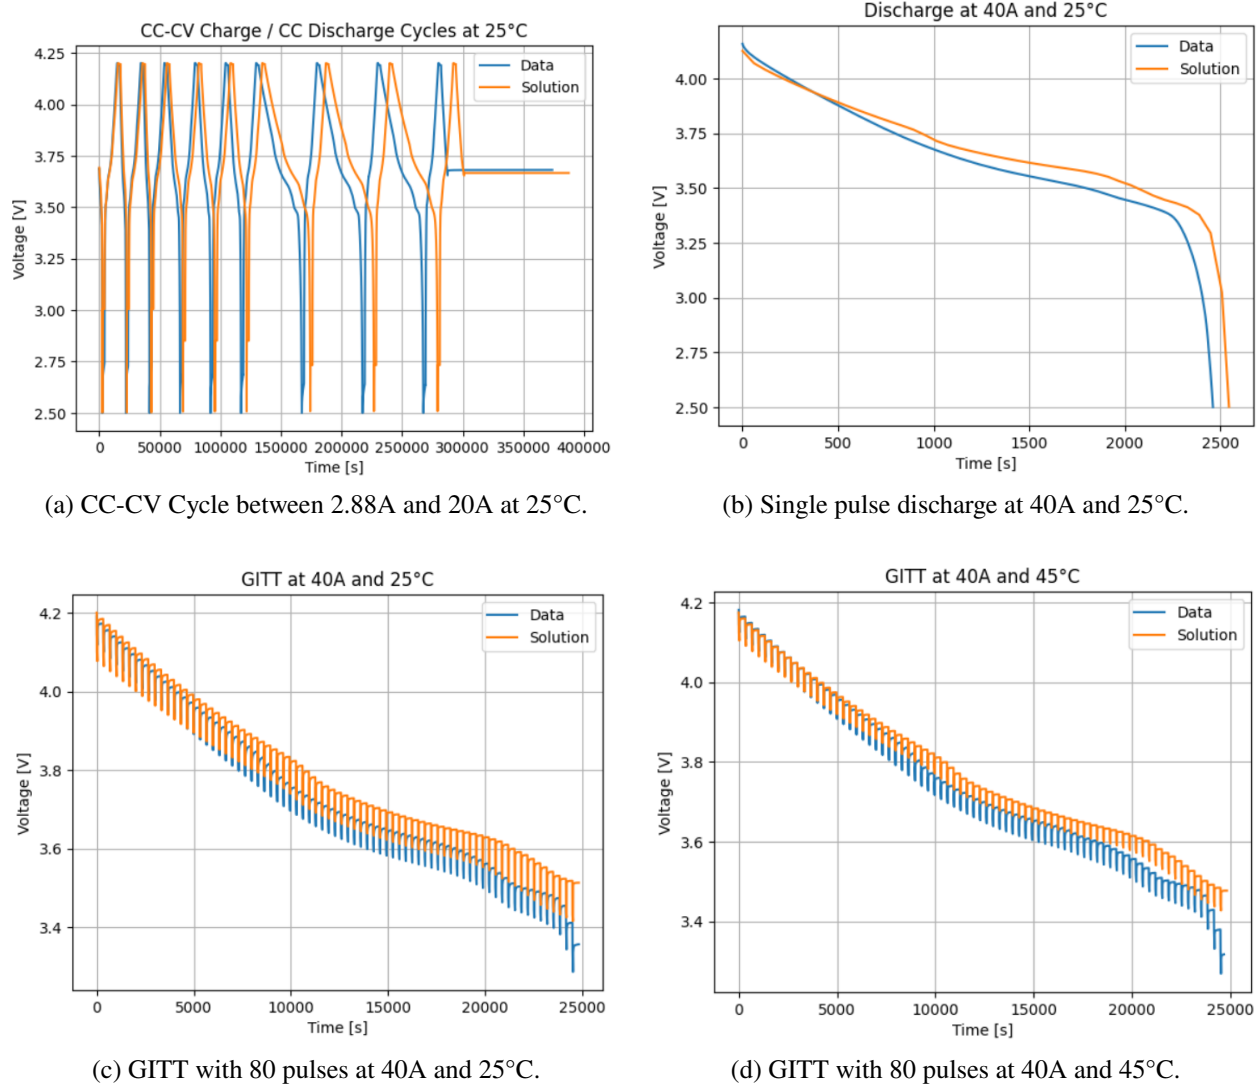 CC-CV Charge / CC Discharge Cycles at 25°C
Data
Solution
4.25
4.00
3.75
3.50
3.25
3.00
2.75
2.50
Voltage [V]
0 50000 100000 150000 200000 250000 300000 350000 400000
Time [s]
(a) CC-CV Cycle between 2.88A and 20A at 25°C.
Discharge at 40A and 25°C
Data
Solution
4.00
3.75
3.50
3.25
3.00
2.75
2.50
Voltage [V]
0 500 1000 1500 2000 2500
Time [s]
(b) Single pulse discharge at 40A and 25°C.
GITT at 40A and 25°C
Data
Solution
4.2
4.0
3.8
3.6
3.4
Voltage [V]
0 5000 10000 15000 20000 25000
Time [s]
(c) GITT with 80 pulses at 40A and 25°C.
GITT at 40A and 45°C
Data
Solution
4.2
4.0
3.8
3.6
3.4
Voltage [V]
0 5000 10000 15000 20000 25000
Time [s]
(d) GITT with 80 pulses at 40A and 45°C.